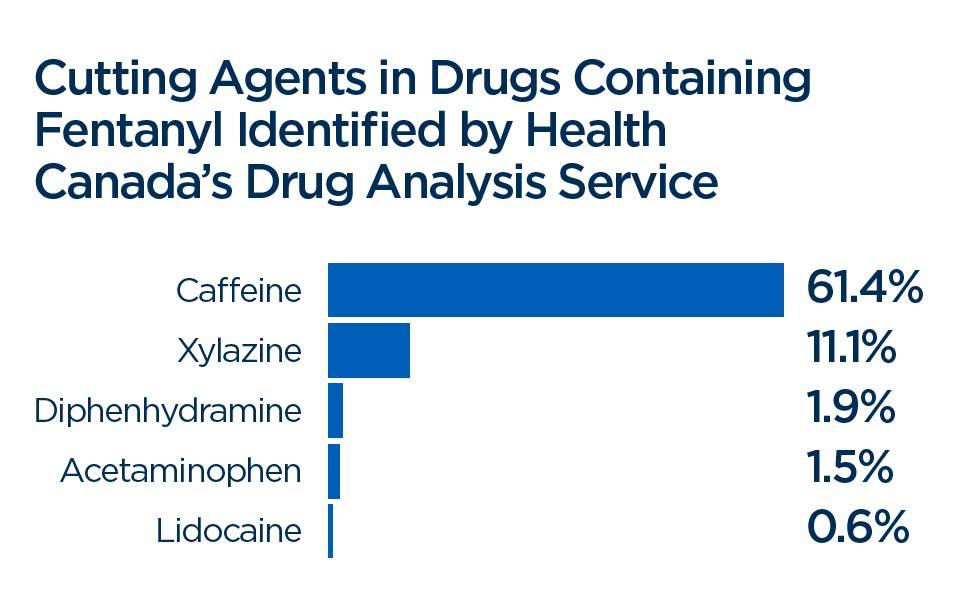 Cutting Agents in Drugs Containing
Fentanyl Identified by Health
Canada’s Drug Analysis Service
Caffeine 61.4%
Xylazine 11.1%
Diphenhydramine 1.9%
Acetaminophen 1.5%
Lidocaine 0.6%